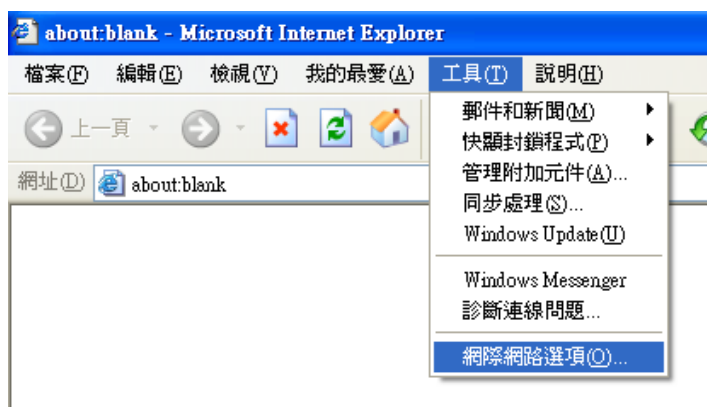 about:blank - Microsoft Internet Explorer
檔案(F) 編輯(E) 檢視(V) 我的最愛(A) 工具(T) 說明(H)
上一頁
網址(D) about:blank
郵件和新聞(M)
快顯封鎖程式(P)
管理附加元件(A)...
同步處理(S)...
Windows Update(U)
Windows Messenger
診斷連線問題...
網際網路選項(O)...